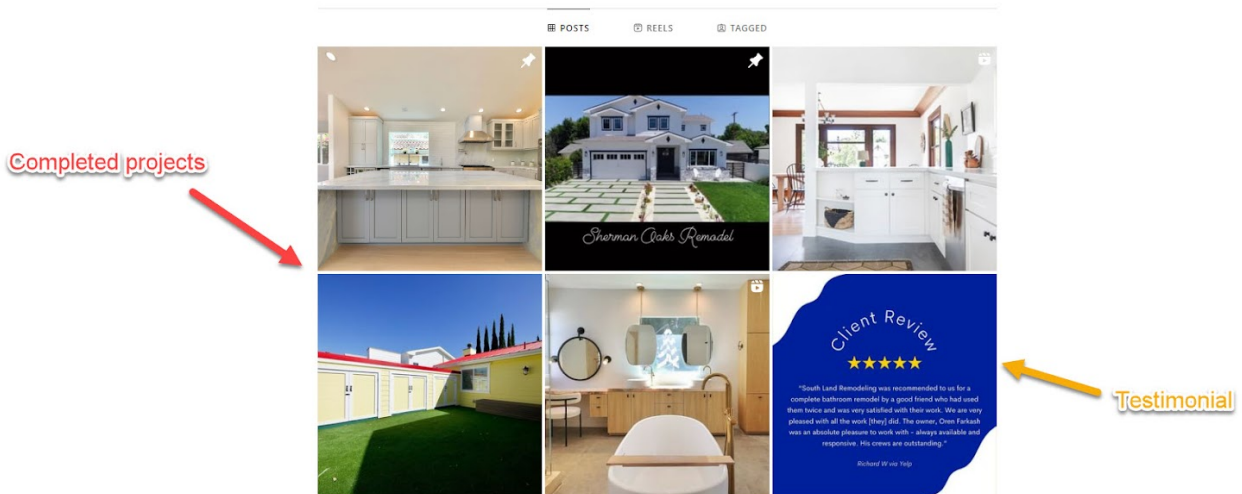 POSTS
REELS
TAGGED
Completed projects
Sherman Oaks Remodel
Client Review
"South Land Remodeling was recommended to us for a
complete bathroom remodel by a good friend who had used
them twice and was very satisfied with their work. We are very
pleased with all the work [they] did. The owner, Oren Farkash
was an absolute pleasure to work with – always available and
responsive. His crews are outstanding."
Richard W via Yelp
Testimonial